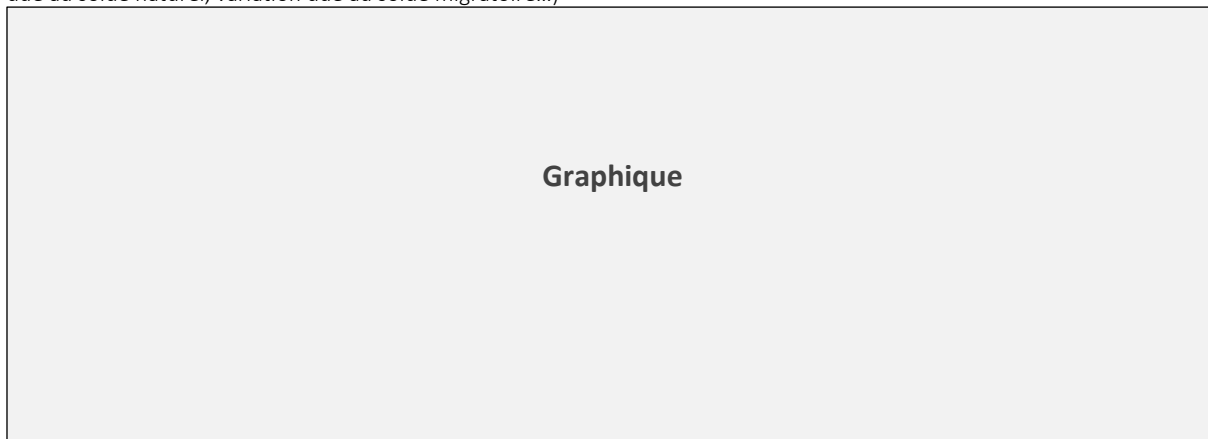 due au solde naturel, variation due au solde migratoire…)
Graphique